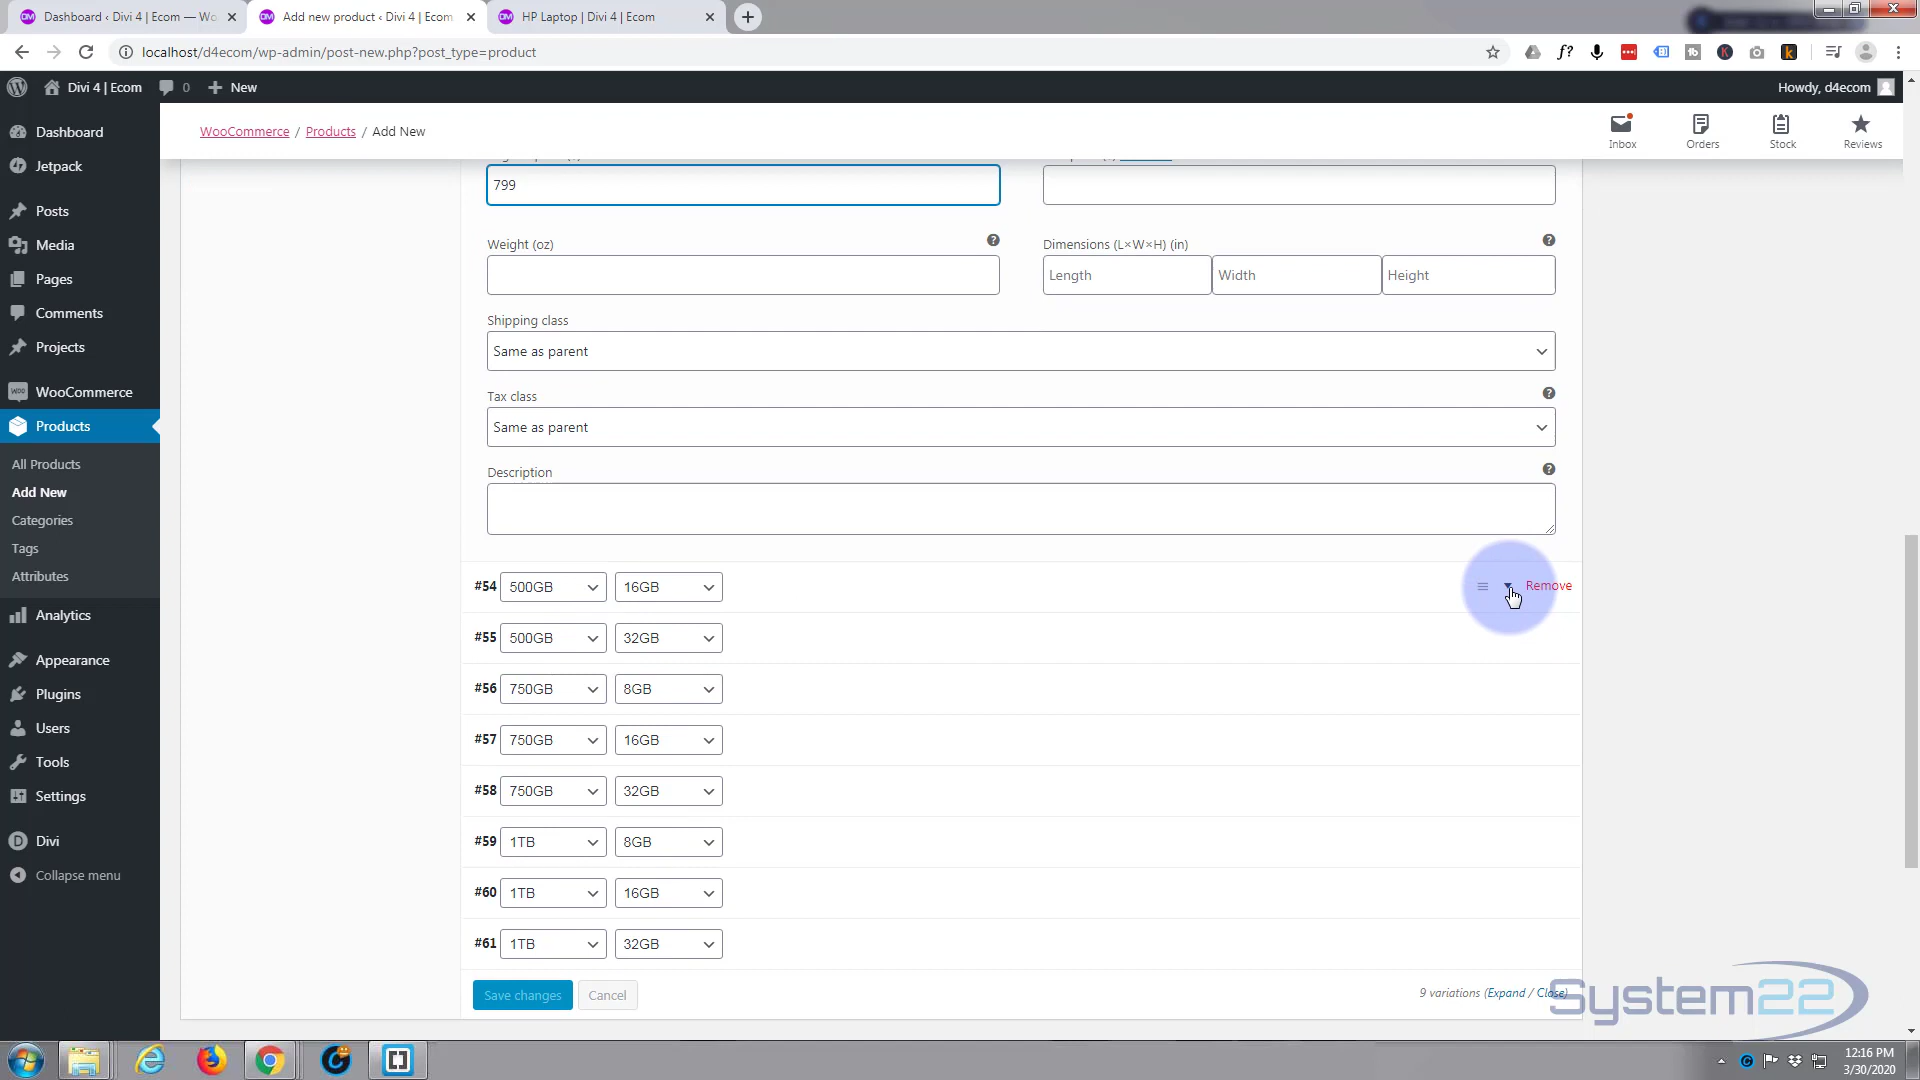 Dashboard ‹ Divi 4 | Ecom — Wo
Add new product ‹ Divi 4 | Ecom
HP Laptop | Divi 4 | Ecom
localhost/d4ecom/wp-admin/post-new.php?post_type=product
Divi 4 | Ecom
0
New
Howdy, d4ecom
Dashboard
Jetpack
Posts
Media
Pages
Comments
Projects
WooCommerce
Products
All Products
Add New
Categories
Tags
Attributes
Analytics
Appearance
Plugins
Users
Tools
Settings
Divi
Collapse menu
WooCommerce / Products / Add New
Inbox
Orders
Stock
Reviews
799
Weight (oz)
Dimensions (L×W×H) (in)
Length
Width
Height
Shipping class
Same as parent
Tax class
Same as parent
Description
#54 500GB 16GB
Remove
#55 500GB 32GB
#56 750GB 8GB
#57 750GB 16GB
#58 750GB 32GB
#59 1TB 8GB
#60 1TB 16GB
#61 1TB 32GB
Save changes
Cancel
9 variations (Expand / Close)
System22
12:16 PM
3/30/2020